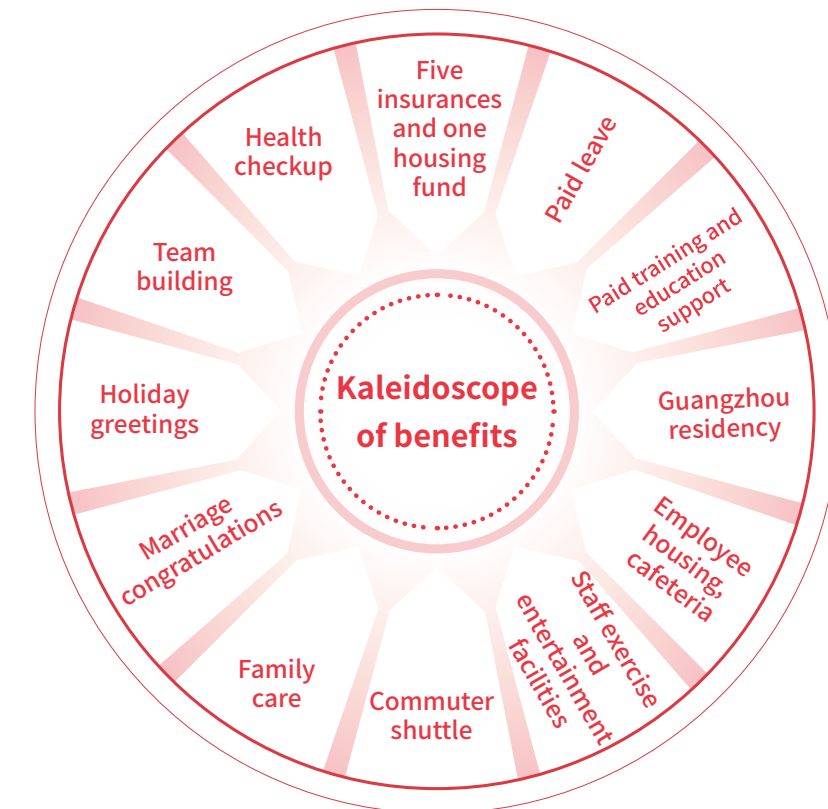 Kaleidoscope
of benefits
Five
insurances
and one
housing
fund
Paid leave
Paid training and
education
support
Guangzhou
residency
Employee
housing,
cafeteria
Staff exercise
and
entertainment
facilities
Commuter
shuttle
Family
care
Marriage
congratulations
Holiday
greetings
Team
building
Health
checkup